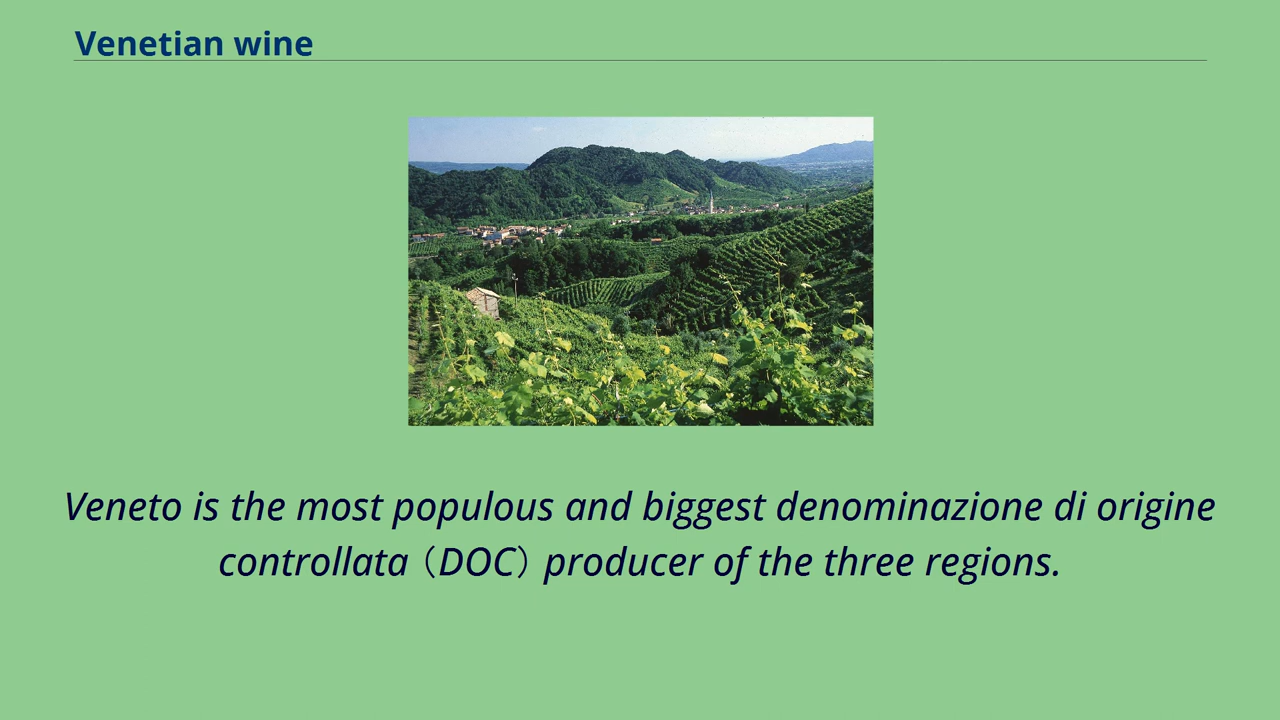 Venetian wine
Veneto is the most populous and biggest denominazione di origine
controllata（DOC）producer of the three regions.